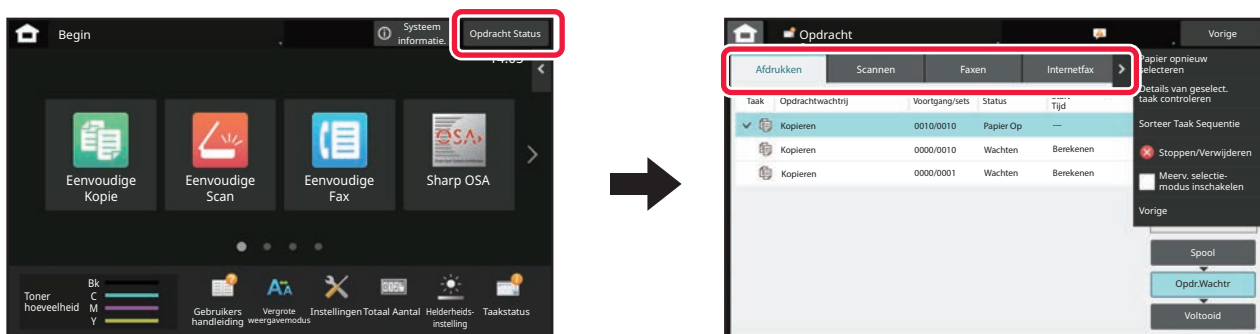 Begin
Systeem
informatie.
Opdracht Status
Eenvoudige
Kopie
Eenvoudige
Scan
Eenvoudige
Fax
OSA
Sharp OSA
Toner
hoeveelheid
Bk
C
M
Y
Gebruikers
handleiding
Vergrote
weergavemodus
Instellingen
Totaal Aantal
Helderheids-
instelling
Taakstatus
Opdracht
Vorige
Afdrukken Scannen Faxen Internetfax
Taak Opdrachtwachtrij Voortgang/sets Status Tijd
Kopieren 0010/0010 Papier Op —
Kopieren 0000/0010 Wachten Berekenen
Kopieren 0000/0001 Wachten Berekenen
Papier opnieuw
selecteren
Details van geselect.
taak controleren
Sorteer Taak Sequentie
Stoppen/Verwijderen
Meerv. selectie-
modus inschakelen
Vorige
Spool
Opdr.Wachtr
Voltooid